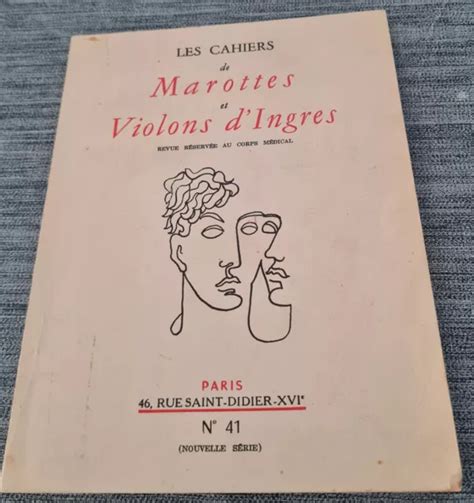 LES CAHIERS
de
Marottes
et
Violons d'Ingres
REVUE RÉSERVÉE AU CORPS MÉDICAL
PARIS
46, RUE SAINT-DIDIER-XVIe
N° 41
(NOUVELLE SÉRIE)